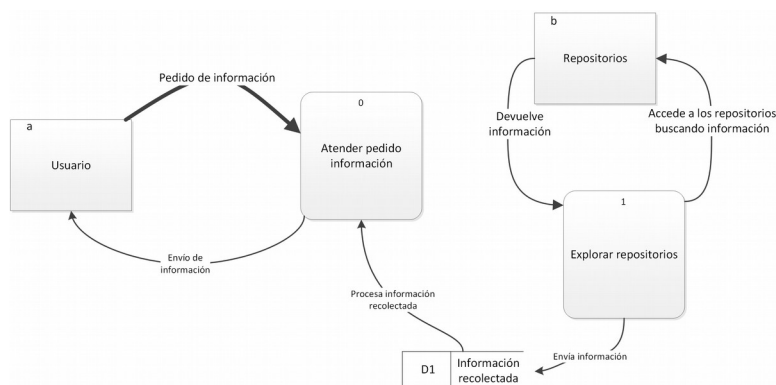 b
Repositorios
Pedido de información
0
a
Usuario
Atender pedido
información
Devuelve
información
Accede a los repositorios
buscando información
1
Explorar repositorios
Envío de
información
Procesa información
recolectada
D1
Información
recolectada
Envía información